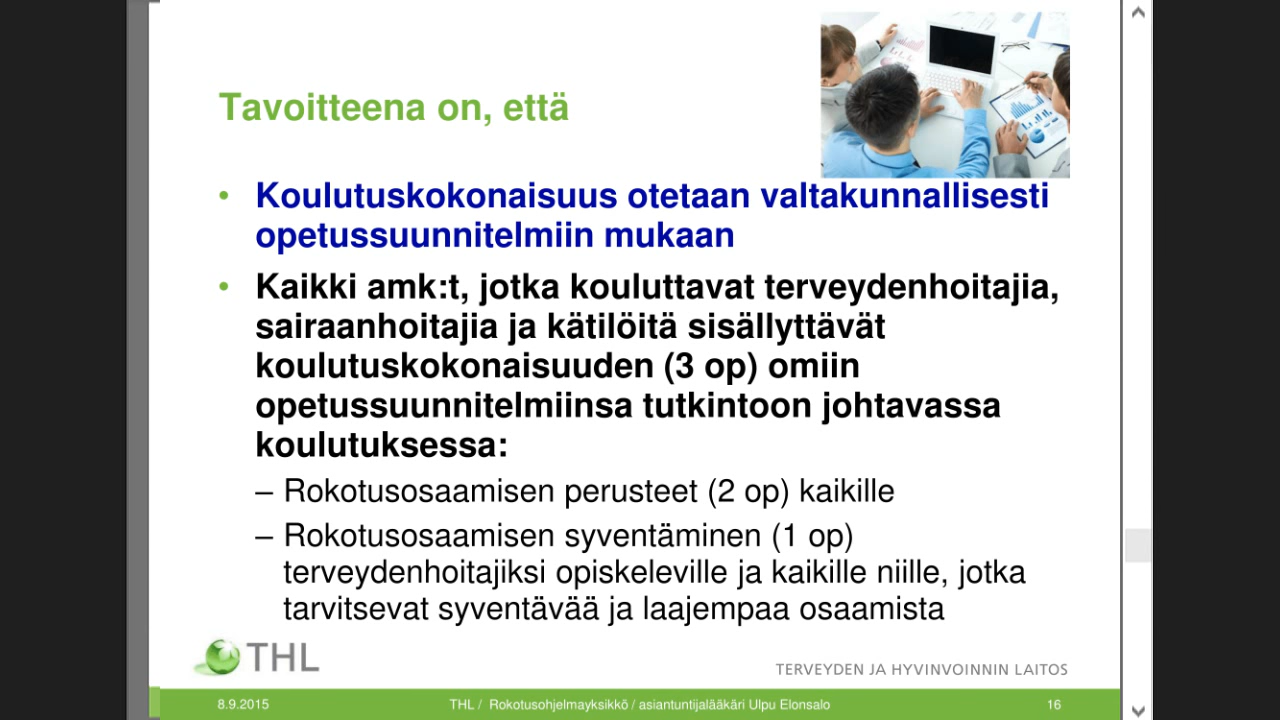 Tavoitteena on, että
• Koulutuskokonaisuus otetaan valtakunnallisesti
opetussuunnitelmiin mukaan
• Kaikki amk:t, jotka kouluttavat terveydenhoitajia,
sairaanhoitajia ja kätilöitä sisällyttävät
koulutuskokonaisuuden (3 op) omiin
opetussuunnitelmiinsa tutkintoon johtavassa
koulutuksessa:
– Rokotusosaamisen perusteet (2 op) kaikille
– Rokotusosaamisen syventäminen (1 op)
terveydenhoitajiksi opiskeleville ja kaikille niille, jotka
tarvitsevat syventävää ja laajempaa osaamista
THL
TERVEYDEN JA HYVINVOINNIN LAITOS
8.9.2015
THL / Rokotusohjelmayksikkö / asiantuntijalääkäri Ulpu Elonsalo
16